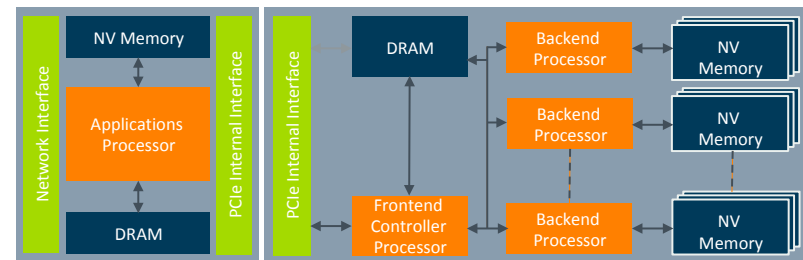 Network Interface
NV Memory
Applications
Processor
DRAM
PCIe Internal Interface
PCIe Internal Interface
DRAM
Frontend
Controller
Processor
Backend
Processor
NV
Memory
Backend
Processor
NV
Memory
Backend
Processor
NV
Memory